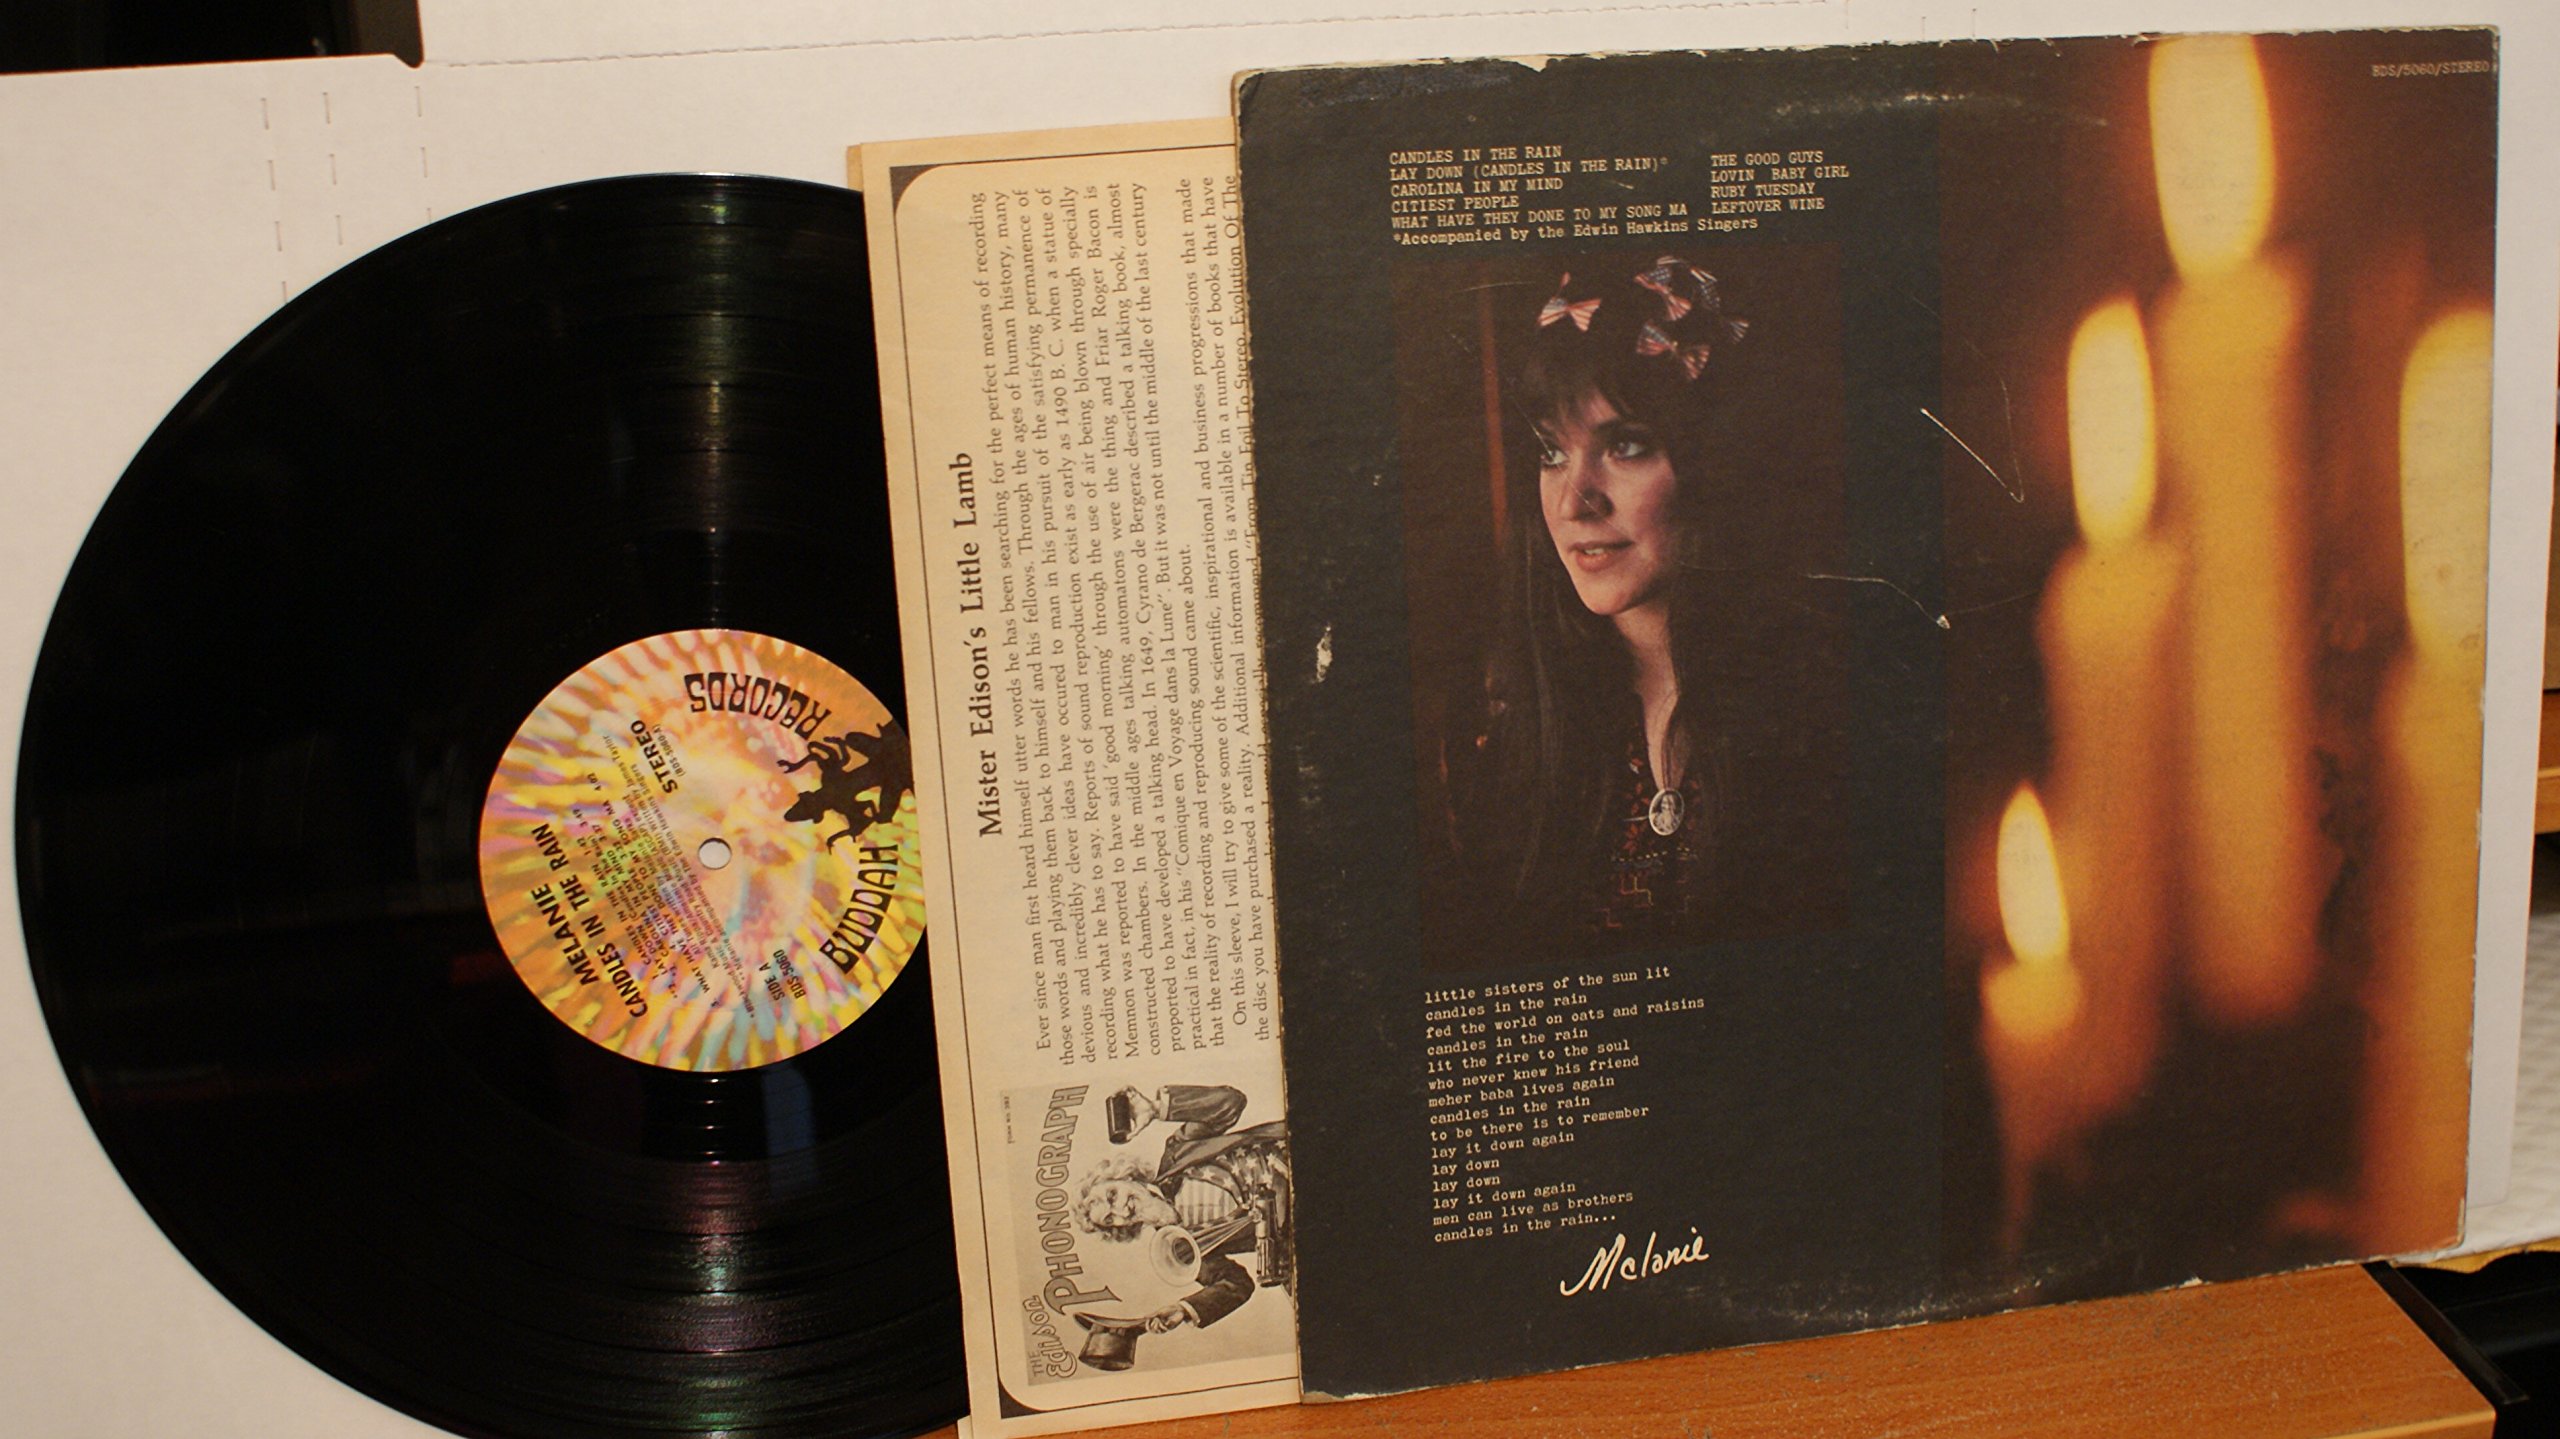 RECORDS
BUDDAH
STEREO
(BDS-5060-A)
MELANIE
CANDLES IN THE RAIN
SIDE A
BDS-5060
Mister Edison's Little Lamb
Ever since man first heard himself utter words he has been searching for the perfect means of recording
those words and playing them back to himself and his fellows. Through the ages of human history, many
devious and incredibly clever ideas have occured to man in his pursuit of the satisfying permanence of
recording what he has to say. Reports of sound reproduction exist as early as 1490 B. C. when a statue of
Memnon was reported to have said 'good morning' through the use of air being blown through specially
constructed chambers. In the middle ages talking automatons were the thing and Friar Roger Bacon is
proported to have developed a talking head. In 1649, Cyrano de Bergerac described a talking book, almost
practical in fact, in his "Comique en Voyage dans la Lune". But it was not until the middle of the last century
that the reality of recording and reproducing sound came about.
On this sleeve, I will try to give some of the scientific, inspirational and business progressions that made
the disc you have purchased a reality. Additional information is available in a number of books that have
"From Tin Foil To Stereo, Evolution Of The
THE
Edison
PHONOGRAPH
BDS/5060/STEREO
CANDLES IN THE RAIN
LAY DOWN (CANDLES IN THE RAIN)*
CAROLINA IN MY MIND
CITIEST PEOPLE
WHAT HAVE THEY DONE TO MY SONG MA
*Accompanied by the Edwin Hawkins Singers
THE GOOD GUYS
LOVIN BABY GIRL
RUBY TUESDAY
LEFTOVER WINE
little sisters of the sun lit
candles in the rain
fed the world on oats and raisins
candles in the rain
lit the fire to the soul
who never knew his friend
meher baba lives again
candles in the rain
to be there is to remember
lay it down again
lay down
lay down
lay it down again
men can live as brothers
candles in the rain...
Melanie